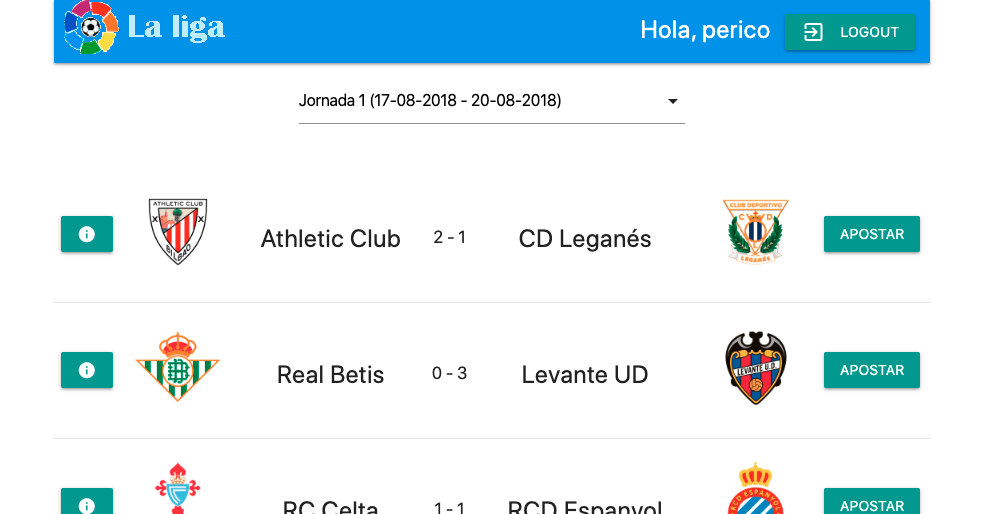 La liga
Hola, perico
LOGOUT
Jornada 1 (17-08-2018 - 20-08-2018)
ATHLETIC CLUB
BILBAO
Athletic Club 2 - 1 CD Leganés
CLUB DEPORTIVO
C D
LEGANÉS
APOSTAR
Real Betis 0 - 3 Levante UD
LEVANTE U.D.
APOSTAR
RC Celta 1 - 1 RCD Espanyol
RCD ESPANYOL
APOSTAR